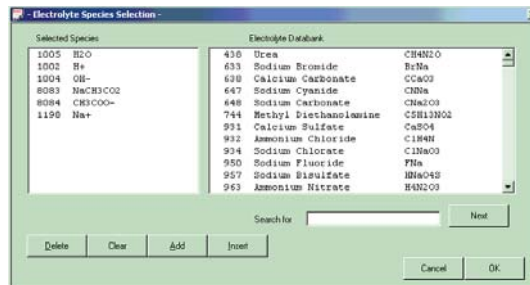 - Electrolyte Species Selection -
Selected Species
1005 H2O
1002 H+
1004 OH-
8083 NaCH3CO2
8084 CH3COO-
1198 Na+
Electrolyte Databank
438 Urea CH4N2O
633 Sodium Bromide BrNa
638 Calcium Carbonate CCaO3
647 Sodium Cyanide CNNa
648 Sodium Carbonate CNa2O3
744 Methyl Diethanolamine C5H13NO2
931 Calcium Sulfate CaSO4
932 Ammonium Chloride ClH4N
934 Sodium Chlorate ClNaO3
950 Sodium Fluoride FNa
957 Sodium Bisulfate HNaO4S
963 Ammonium Nitrate H4N2O3
Search for
Next
Delete Clear Add Insert
Cancel OK